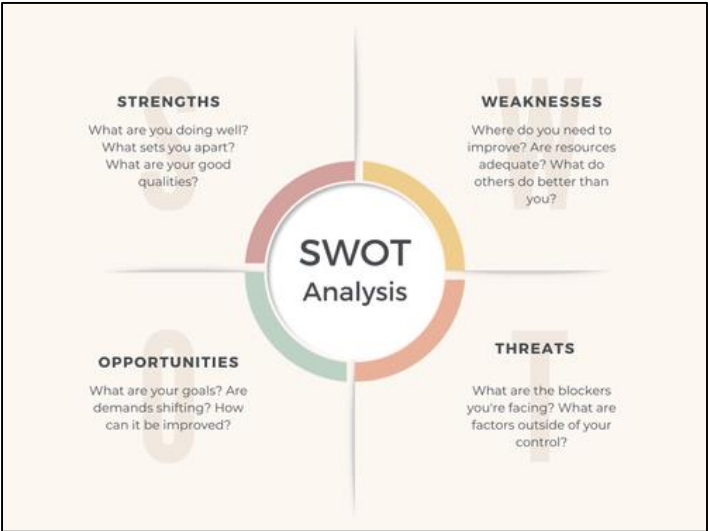 STRENGTHS
What are you doing well?
What sets you apart?
What are your good
qualities?
WEAKNESSES
Where do you need to
improve? Are resources
adequate? What do
others do better than
you?
SWOT
Analysis
OPPORTUNITIES
What are your goals? Are
demands shifting? How
can it be improved?
THREATS
What are the blockers
you're facing? What are
factors outside of your
control?
S
W
O
T